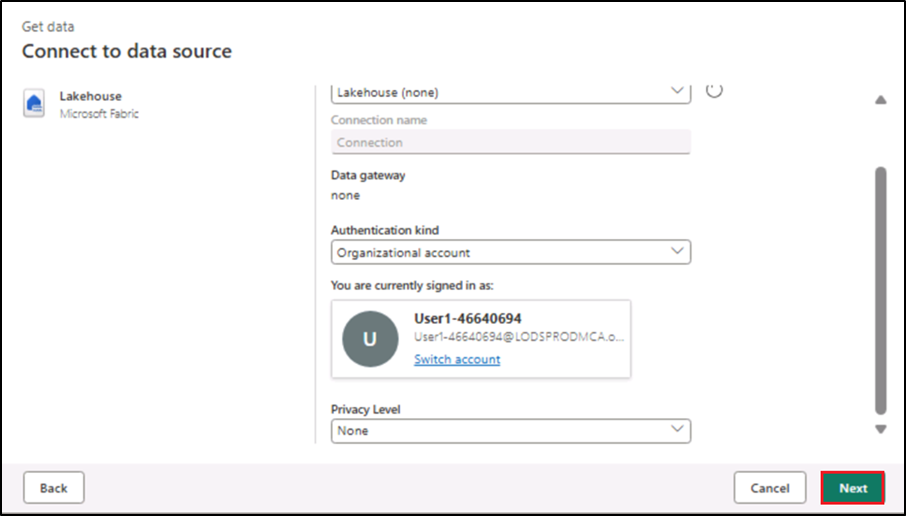 Get data
Connect to data source
Lakehouse
Microsoft Fabric
Lakehouse (none)
Connection name
Connection
Data gateway
none
Authentication kind
Organizational account
You are currently signed in as:
U
User1-46640694
User1-46640694@LODSPRODMCA.o...
Switch account
Privacy Level
None
Back
Cancel
Next